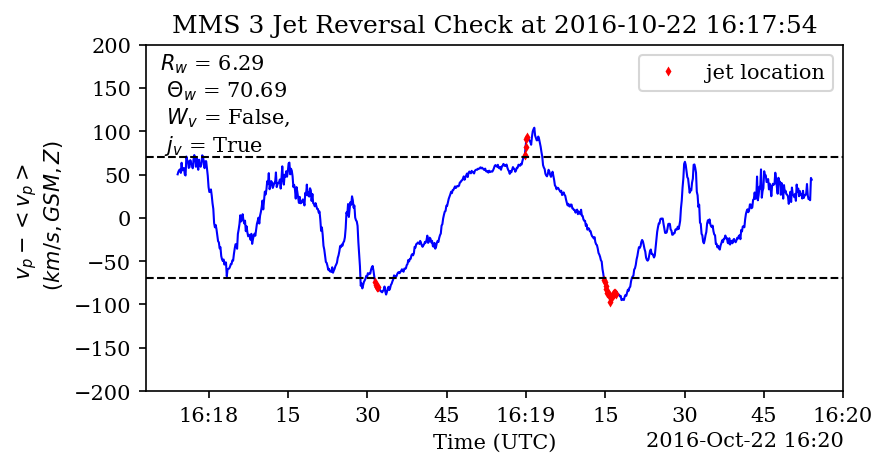 MMS 3 Jet Reversal Check at 2016-10-22 16:17:54
R_w = 6.29
Θ_w = 70.69
W_v = False,
j_v = True
jet location
v_p − <v_p>
(km/s, GSM, Z)
200
150
100
50
0
−50
−100
−150
−200
16:18 15 30 45 16:19 15 30 45 16:20
Time (UTC)
2016-Oct-22 16:20